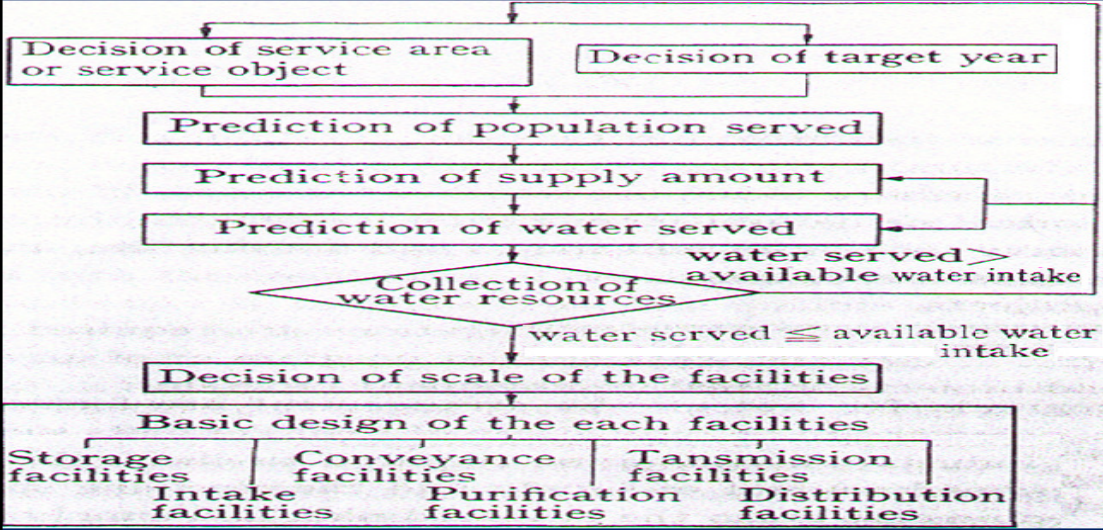 Decision of service area
or service object
Decision of target year
Prediction of population served
Prediction of supply amount
Prediction of water served
water served >
available water intake
Collection of
water resources
water served ≦ available water
intake
Decision of scale of the facilities
Basic design of the each facilities
Storage
facilities
Conveyance
facilities
Tansmission
facilities
Intake
facilities
Purification
facilities
Distribution
facilities